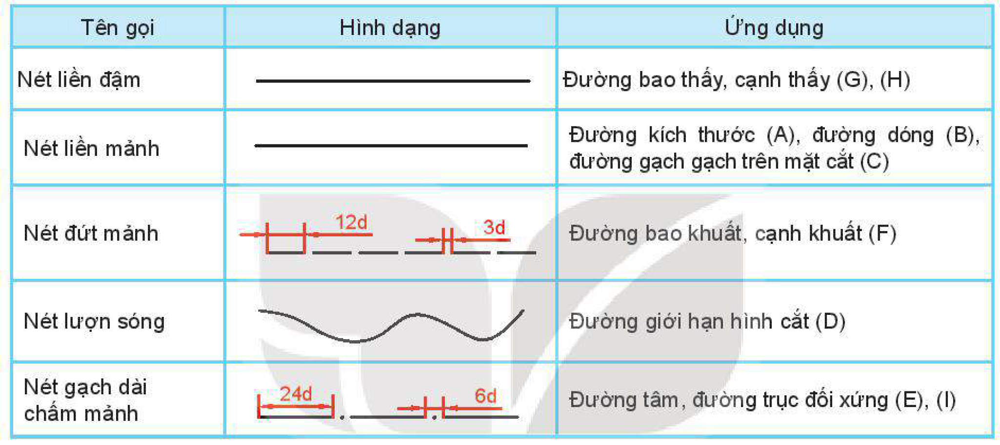 Tên gọi
Hình dạng
Ứng dụng
Nét liền đậm
Đường bao thấy, cạnh thấy (G), (H)
Nét liền mảnh
Đường kích thước (A), đường dóng (B),
đường gạch gạch trên mặt cắt (C)
Nét đứt mảnh
12d
3d
Đường bao khuất, cạnh khuất (F)
Nét lượn sóng
Đường giới hạn hình cắt (D)
Nét gạch dài
chấm mảnh
24d
6d
Đường tâm, đường trục đối xứng (E), (I)